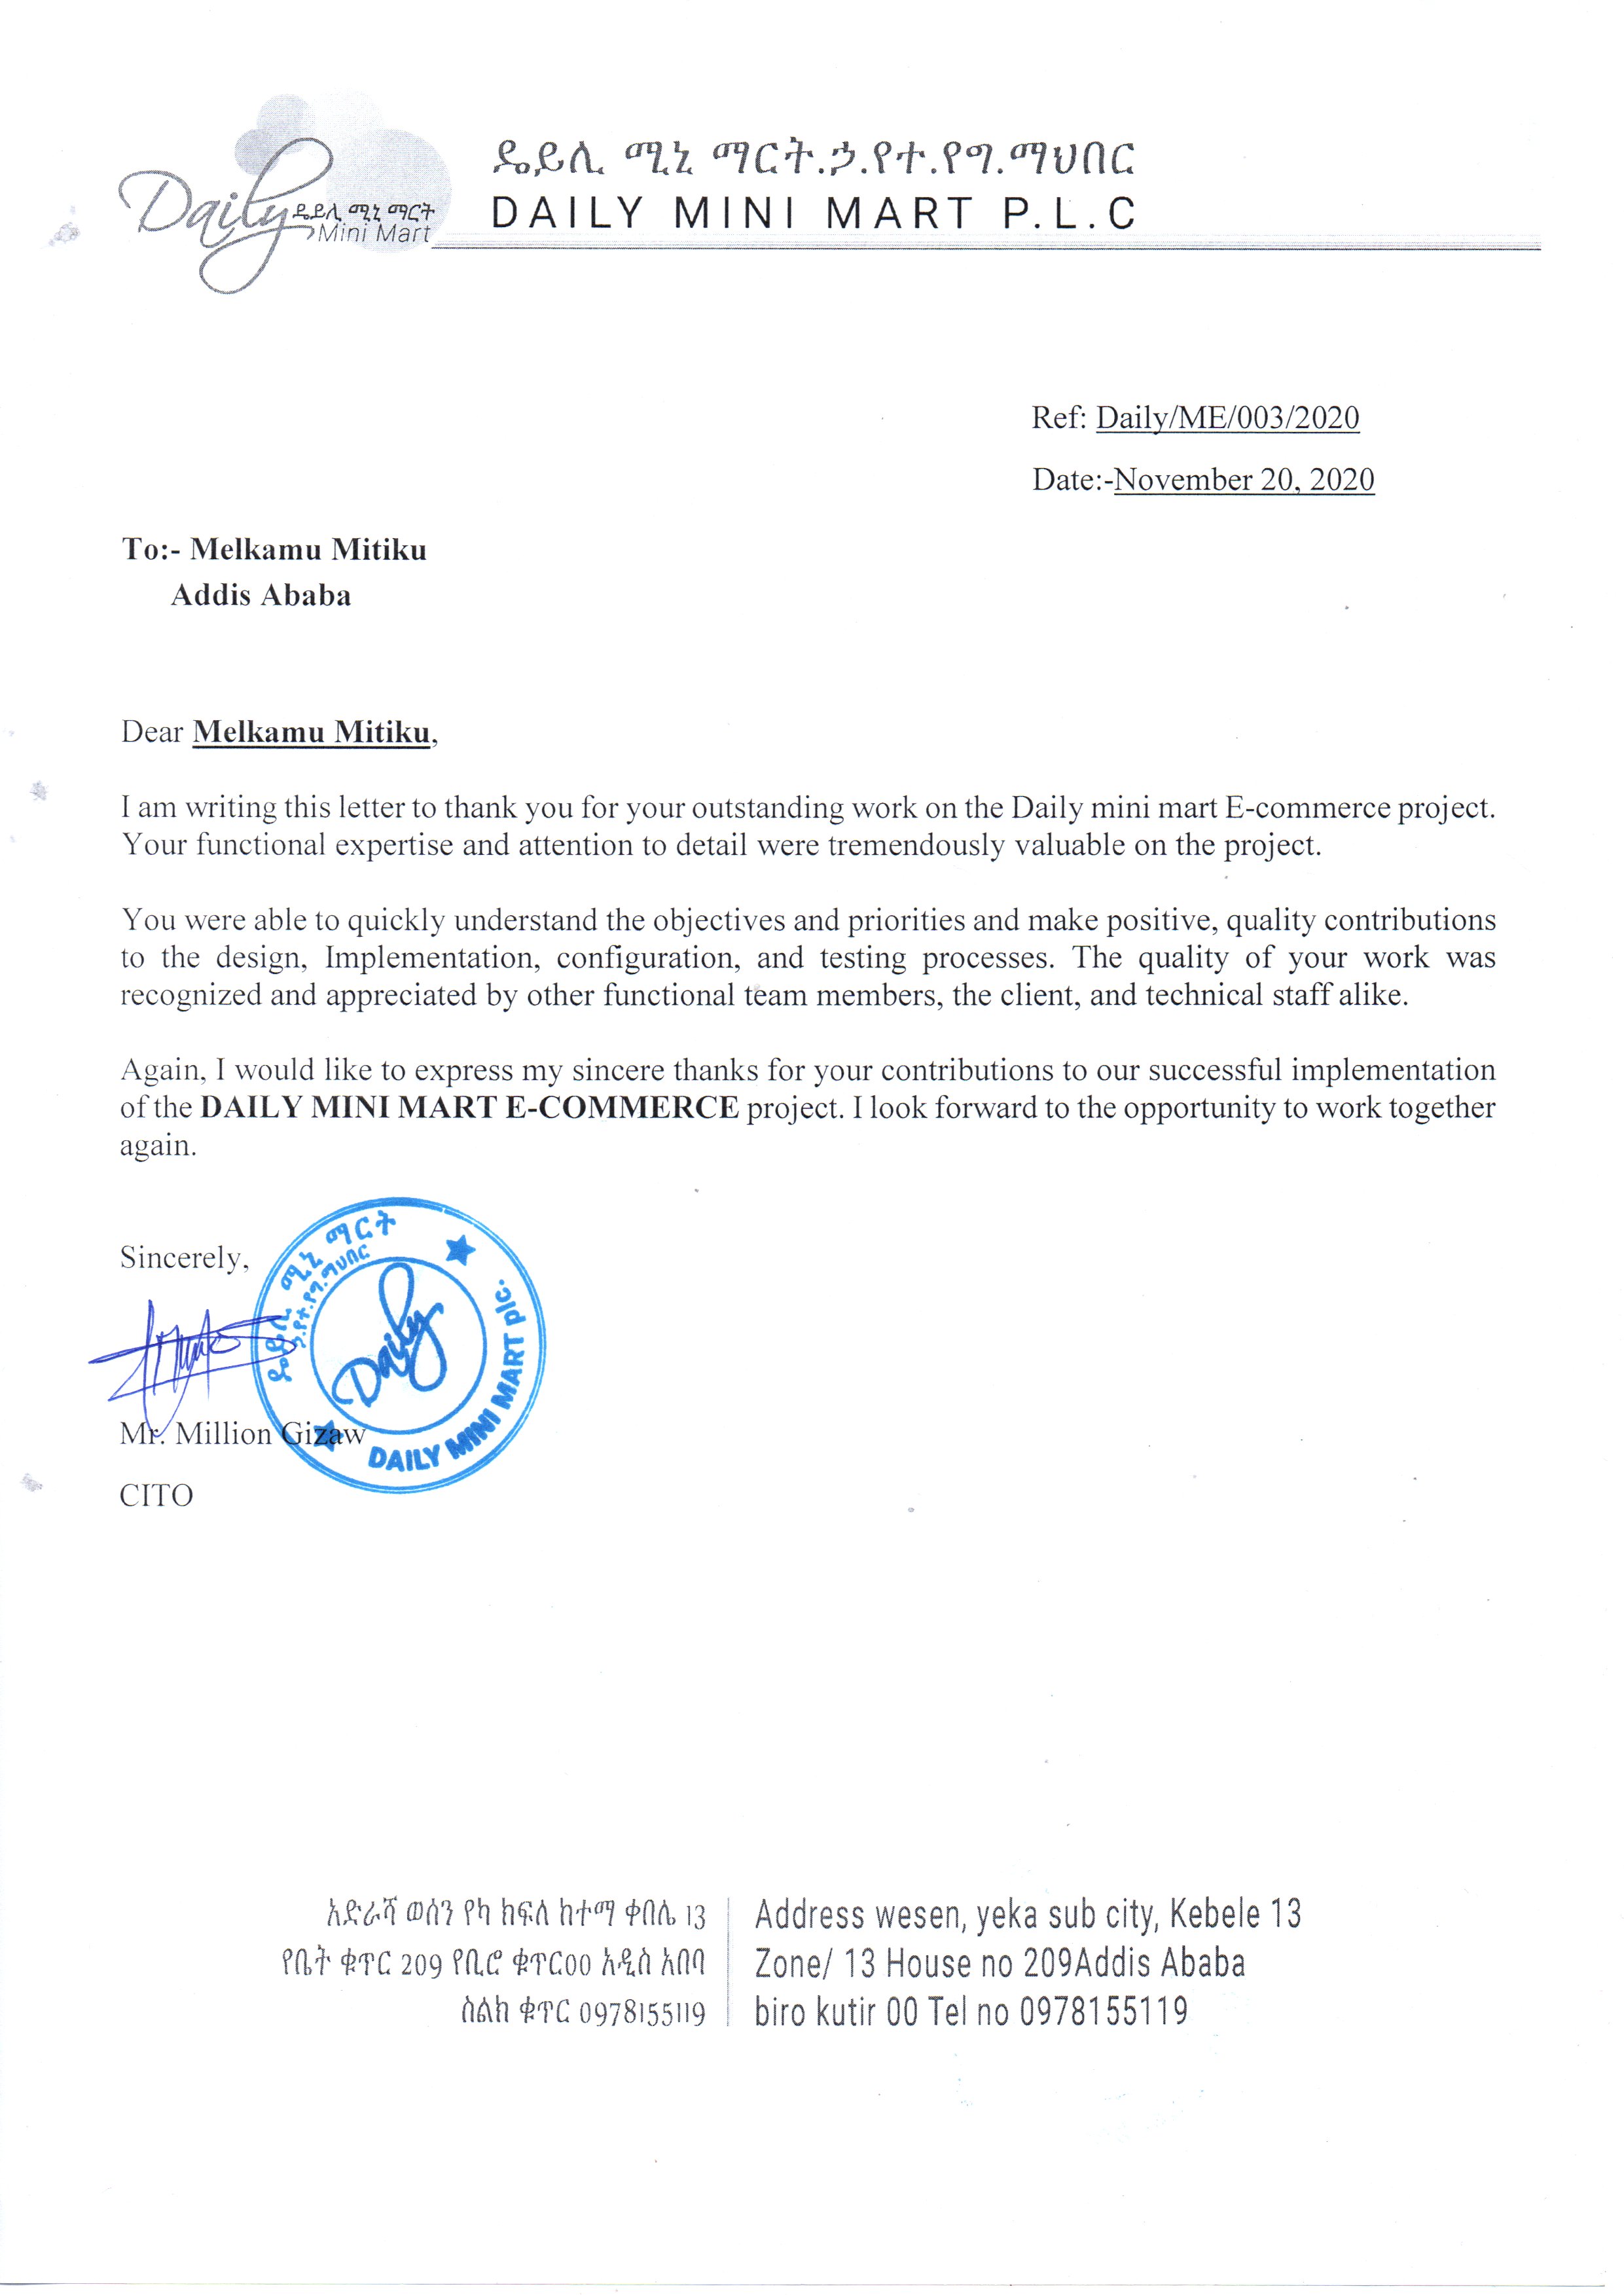 Daily
ዴይሊ ሚኒ ማርት
Mini Mart
ዴይሊ ሚኒ ማርት.ኃ.የተ.የግ.ማህበር
DAILY MINI MART P.L.C
Ref: Daily/ME/003/2020
Date:-November 20, 2020
To:- Melkamu Mitiku
Addis Ababa
Dear Melkamu Mitiku,
I am writing this letter to thank you for your outstanding work on the Daily mini mart E-commerce project.
Your functional expertise and attention to detail were tremendously valuable on the project.
You were able to quickly understand the objectives and priorities and make positive, quality contributions
to the design, Implementation, configuration, and testing processes. The quality of your work was
recognized and appreciated by other functional team members, the client, and technical staff alike.
Again, I would like to express my sincere thanks for your contributions to our successful implementation
of the DAILY MINI MART E-COMMERCE project. I look forward to the opportunity to work together
again.
Sincerely,
ዴይሊ ሚኒ ማርት
ኃ.የተ.የግ.ማህበር
Daily
DAILY MINI MART plc.
Mr. Million Gizaw
CITO
አድራሻ ወሰን የካ ክፍለ ከተማ ቀበሌ 13
የቤት ቁጥር 209 የቢሮ ቁጥር00 አዲስ አበባ
ስልክ ቁጥር 0978155119
Address wesen, yeka sub city, Kebele 13
Zone/ 13 House no 209Addis Ababa
biro kutir 00 Tel no 0978155119